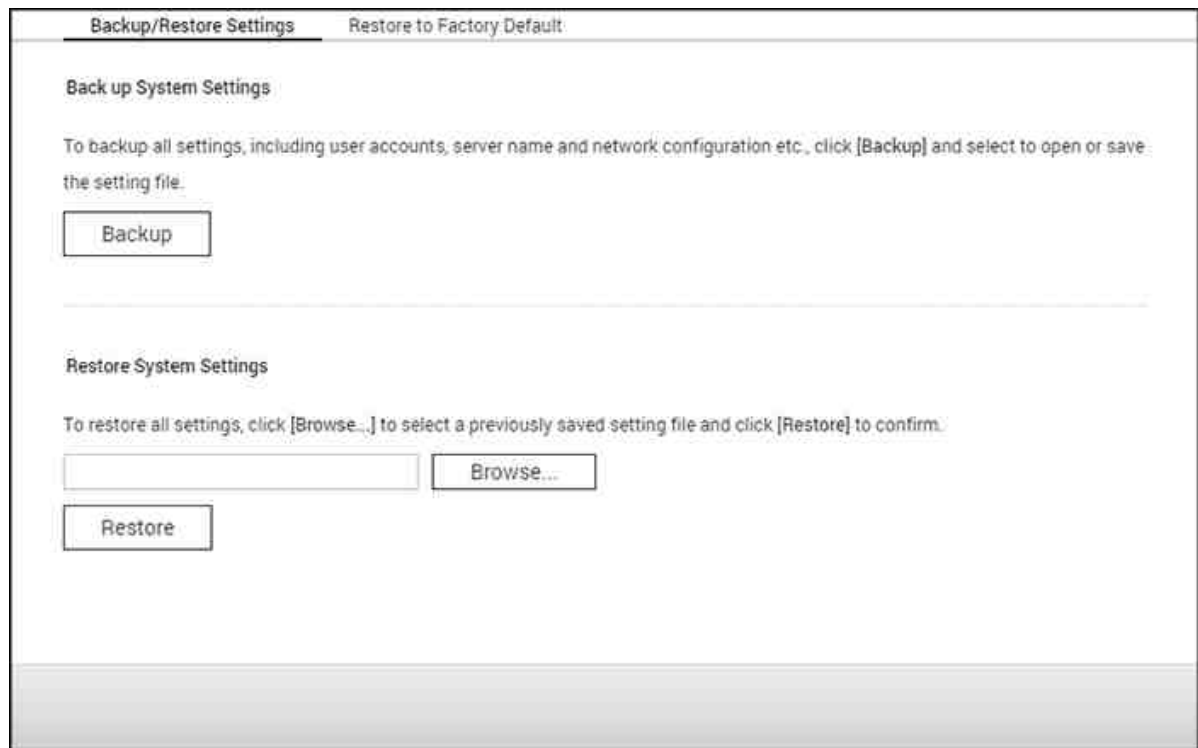 Backup/Restore Settings Restore to Factory Default
Back up System Settings
To backup all settings, including user accounts, server name and network configuration etc., click [Backup] and select to open or save
the setting file.
Backup
Restore System Settings
To restore all settings, click [Browse...] to select a previously saved setting file and click [Restore] to confirm.
Browse...
Restore